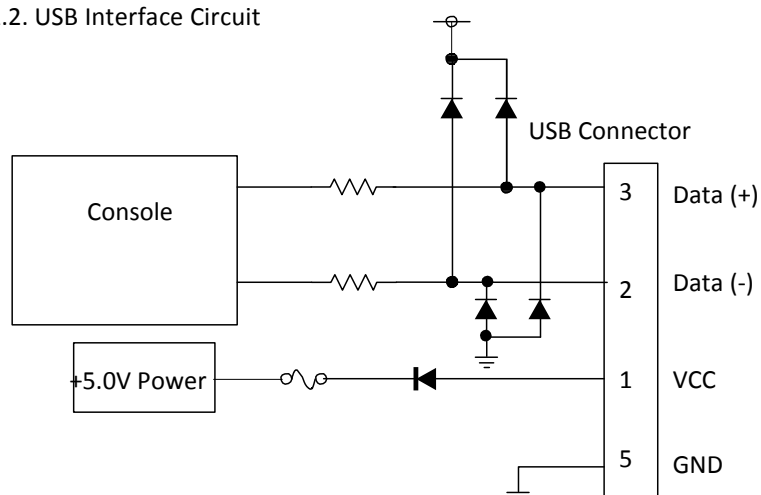 .2. USB Interface Circuit
USB Connector
Console
3 Data (+)
2 Data (-)
+5.0V Power
1 VCC
5 GND